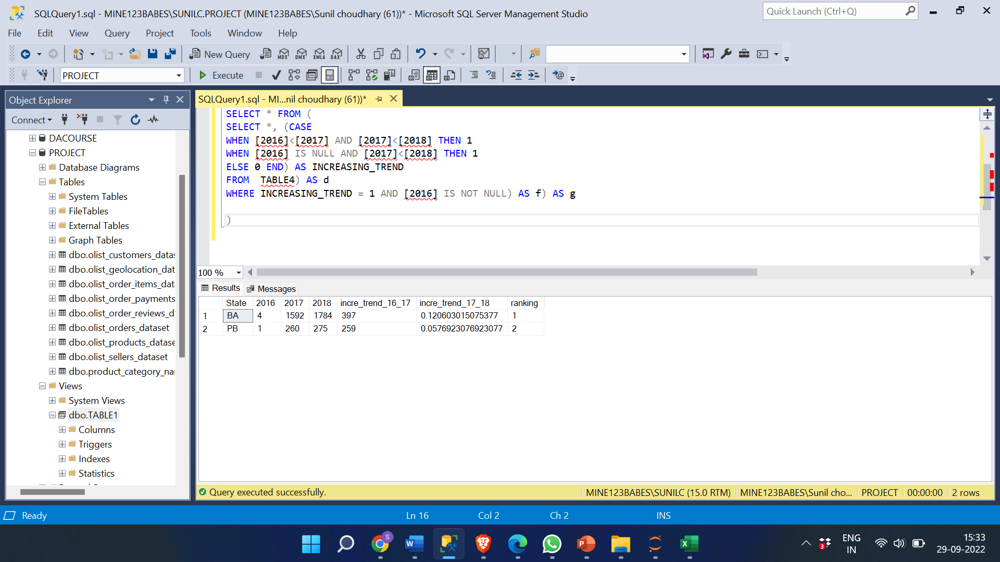 SQLQuery1.sql - MINE123BABES\SUNILC.PROJECT (MINE123BABES\Sunil choudhary (61))* - Microsoft SQL Server Management Studio
Quick Launch (Ctrl+Q)
File Edit View Query Project Tools Window Help
New Query MDX DMX XMLA DAX
PROJECT Execute
Object Explorer
SQLQuery1.sql - MI...nil choudhary (61))*
Connect
DACOURSE
PROJECT
Database Diagrams
Tables
System Tables
FileTables
External Tables
Graph Tables
dbo.olist_customers_datas
dbo.olist_geolocation_dat
dbo.olist_order_items_dat
dbo.olist_order_payments
dbo.olist_order_reviews_d
dbo.olist_orders_dataset
dbo.olist_products_datase
dbo.olist_sellers_dataset
dbo.product_category_na
Views
System Views
dbo.TABLE1
Columns
Triggers
Indexes
Statistics
SELECT * FROM (
SELECT *, (CASE
WHEN [2016]<[2017] AND [2017]<[2018] THEN 1
WHEN [2016] IS NULL AND [2017]<[2018] THEN 1
ELSE 0 END) AS INCREASING_TREND
FROM  TABLE4) AS d
WHERE INCREASING_TREND = 1 AND [2016] IS NOT NULL) AS f) AS g
)
100 %
Results Messages
State 2016 2017 2018 incre_trend_16_17 incre_trend_17_18 ranking
1 BA 4 1592 1784 397 0.120603015075377 1
2 PB 1 260 275 259 0.0576923076923077 2
Query executed successfully. MINE123BABES\SUNILC (15.0 RTM) MINE123BABES\Sunil cho... PROJECT 00:00:00 2 rows
Ready Ln 16 Col 2 Ch 2 INS
S
W P X
3
ENG
IN
15:33
29-09-2022